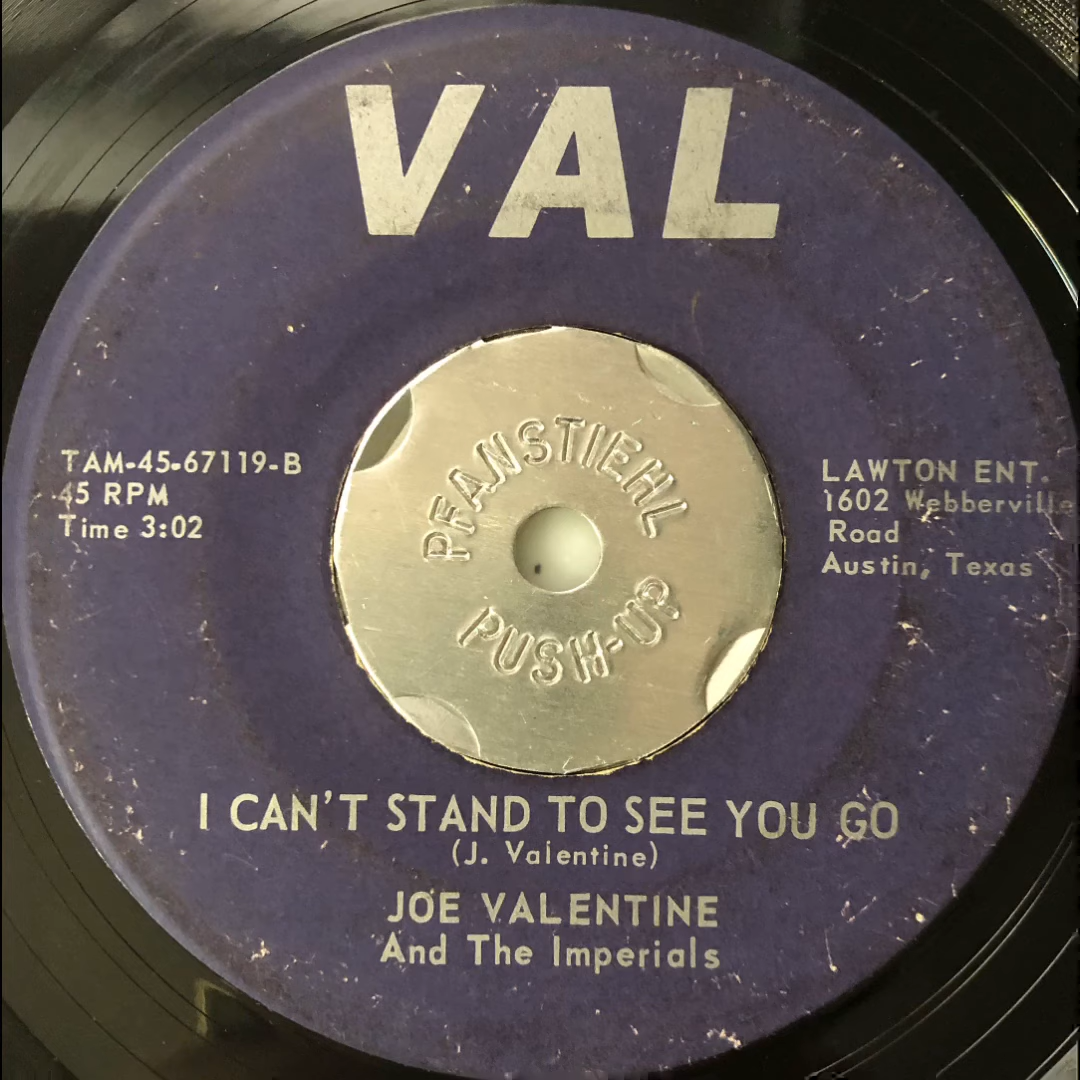 VAL
TAM-45-67119-B
45 RPM
Time 3:02
LAWTON ENT.
1602 Webberville
Road
Austin, Texas
PFANSTIEHL
PUSH-UP
I CAN'T STAND TO SEE YOU GO
(J. Valentine)
JOE VALENTINE
And The Imperials